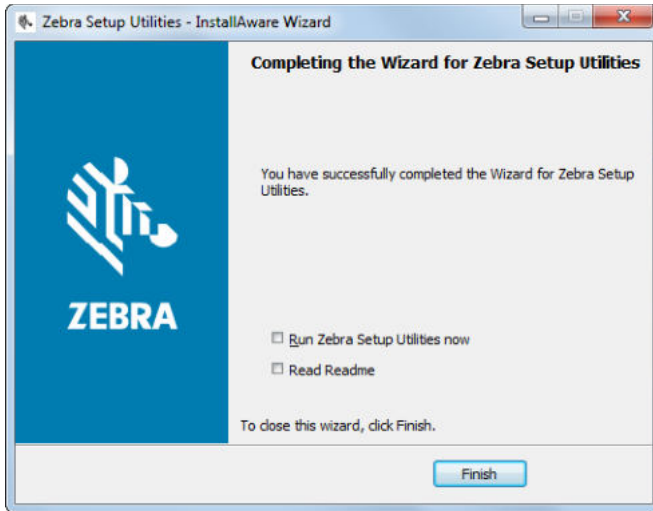 Zebra Setup Utilities - InstallAware Wizard
Completing the Wizard for Zebra Setup Utilities
You have successfully completed the Wizard for Zebra Setup
Utilities.
ZEBRA
Run Zebra Setup Utilities now
Read Readme
To close this wizard, click Finish.
Finish